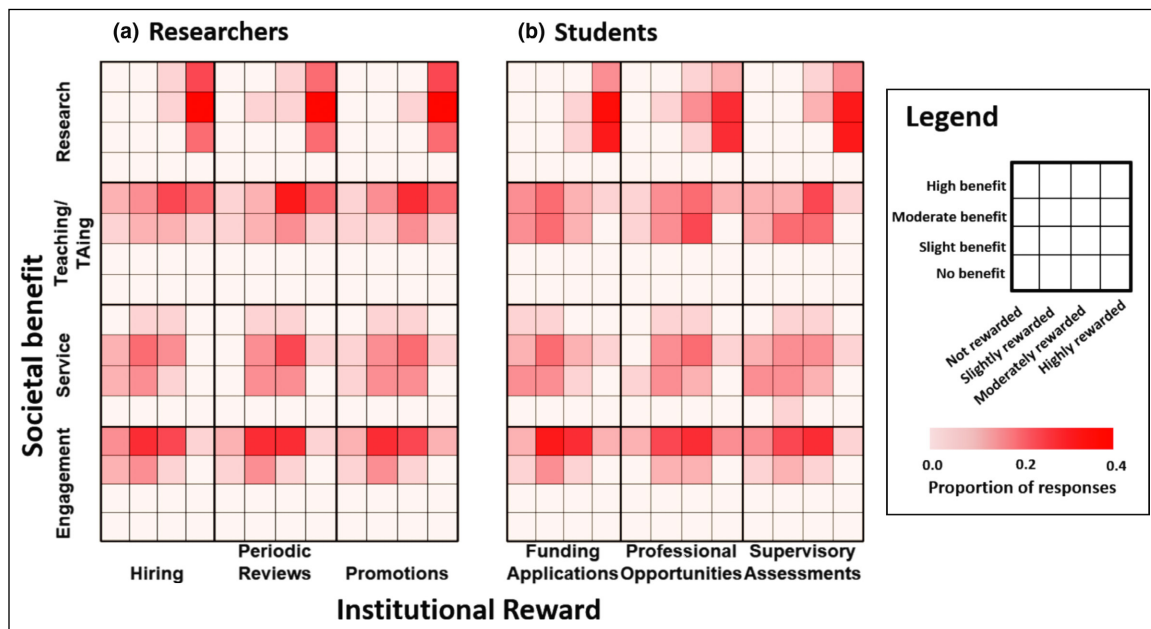 (a) Researchers
(b) Students
Societal benefit
Research
Teaching/
TAing
Service
Engagement
Hiring
Periodic
Reviews
Promotions
Funding
Applications
Professional
Opportunities
Supervisory
Assessments
Institutional Reward
Legend
High benefit
Moderate benefit
Slight benefit
No benefit
Not rewarded
Slightly rewarded
Moderately rewarded
Highly rewarded
0.0 0.2 0.4
Proportion of responses